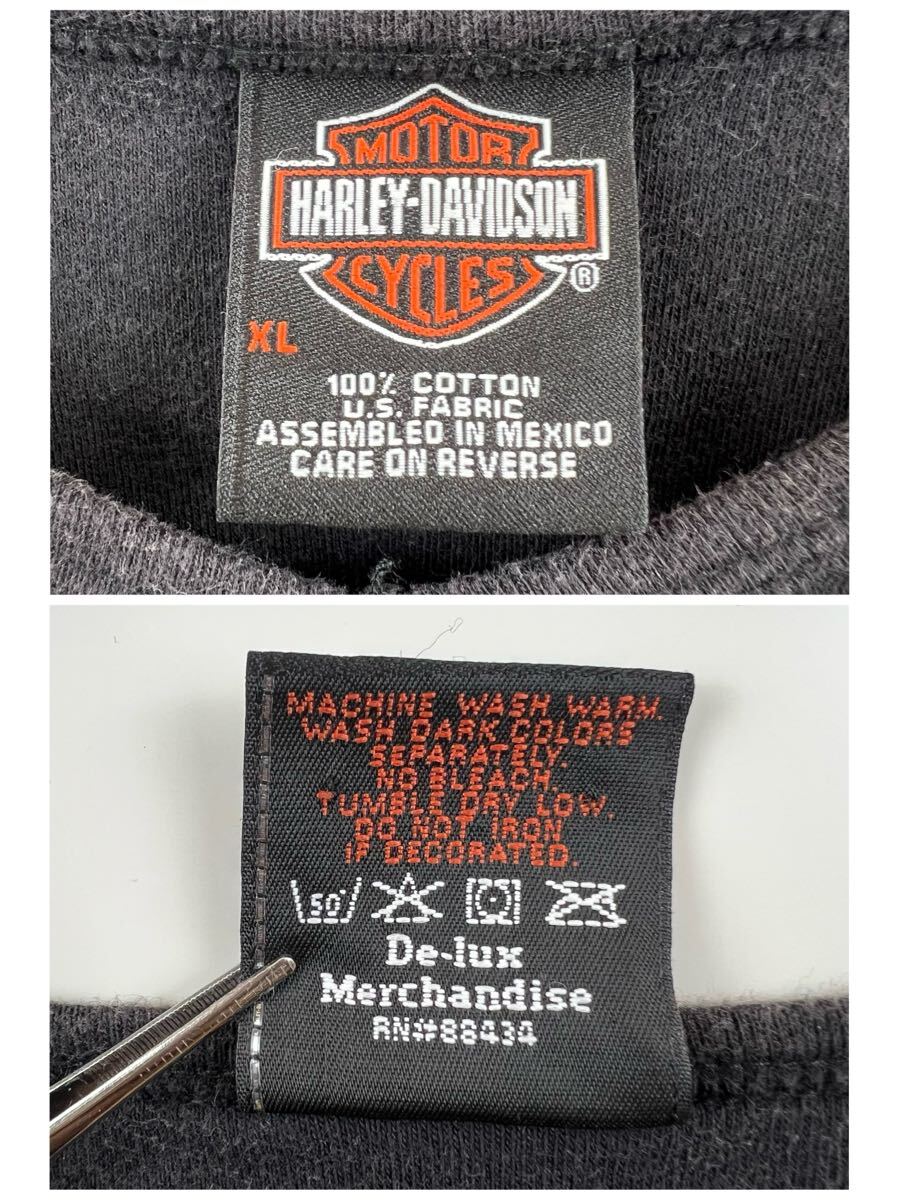 MOTOR
HARLEY-DAVIDSON
CYCLES
®
XL
100% COTTON
U.S. FABRIC
ASSEMBLED IN MEXICO
CARE ON REVERSE
MACHINE WASH WARM.
WASH DARK COLORS
SEPARATELY.
NO BLEACH.
TUMBLE DRY LOW.
DO NOT IRON
IF DECORATED.
50°
De-lux
Merchandise
RN#88434